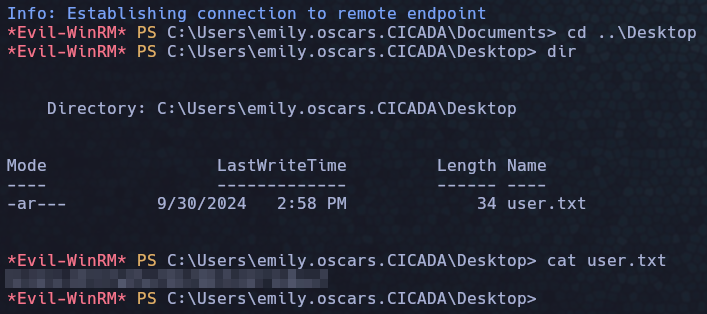 Info: Establishing connection to remote endpoint
*Evil-WinRM* PS C:\Users\emily.oscars.CICADA\Documents> cd ..\Desktop
*Evil-WinRM* PS C:\Users\emily.oscars.CICADA\Desktop> dir
Directory: C:\Users\emily.oscars.CICADA\Desktop
Mode                 LastWriteTime         Length Name
----                 -------------         ------ ----
-ar---         9/30/2024   2:58 PM             34 user.txt
*Evil-WinRM* PS C:\Users\emily.oscars.CICADA\Desktop> cat user.txt
*Evil-WinRM* PS C:\Users\emily.oscars.CICADA\Desktop>